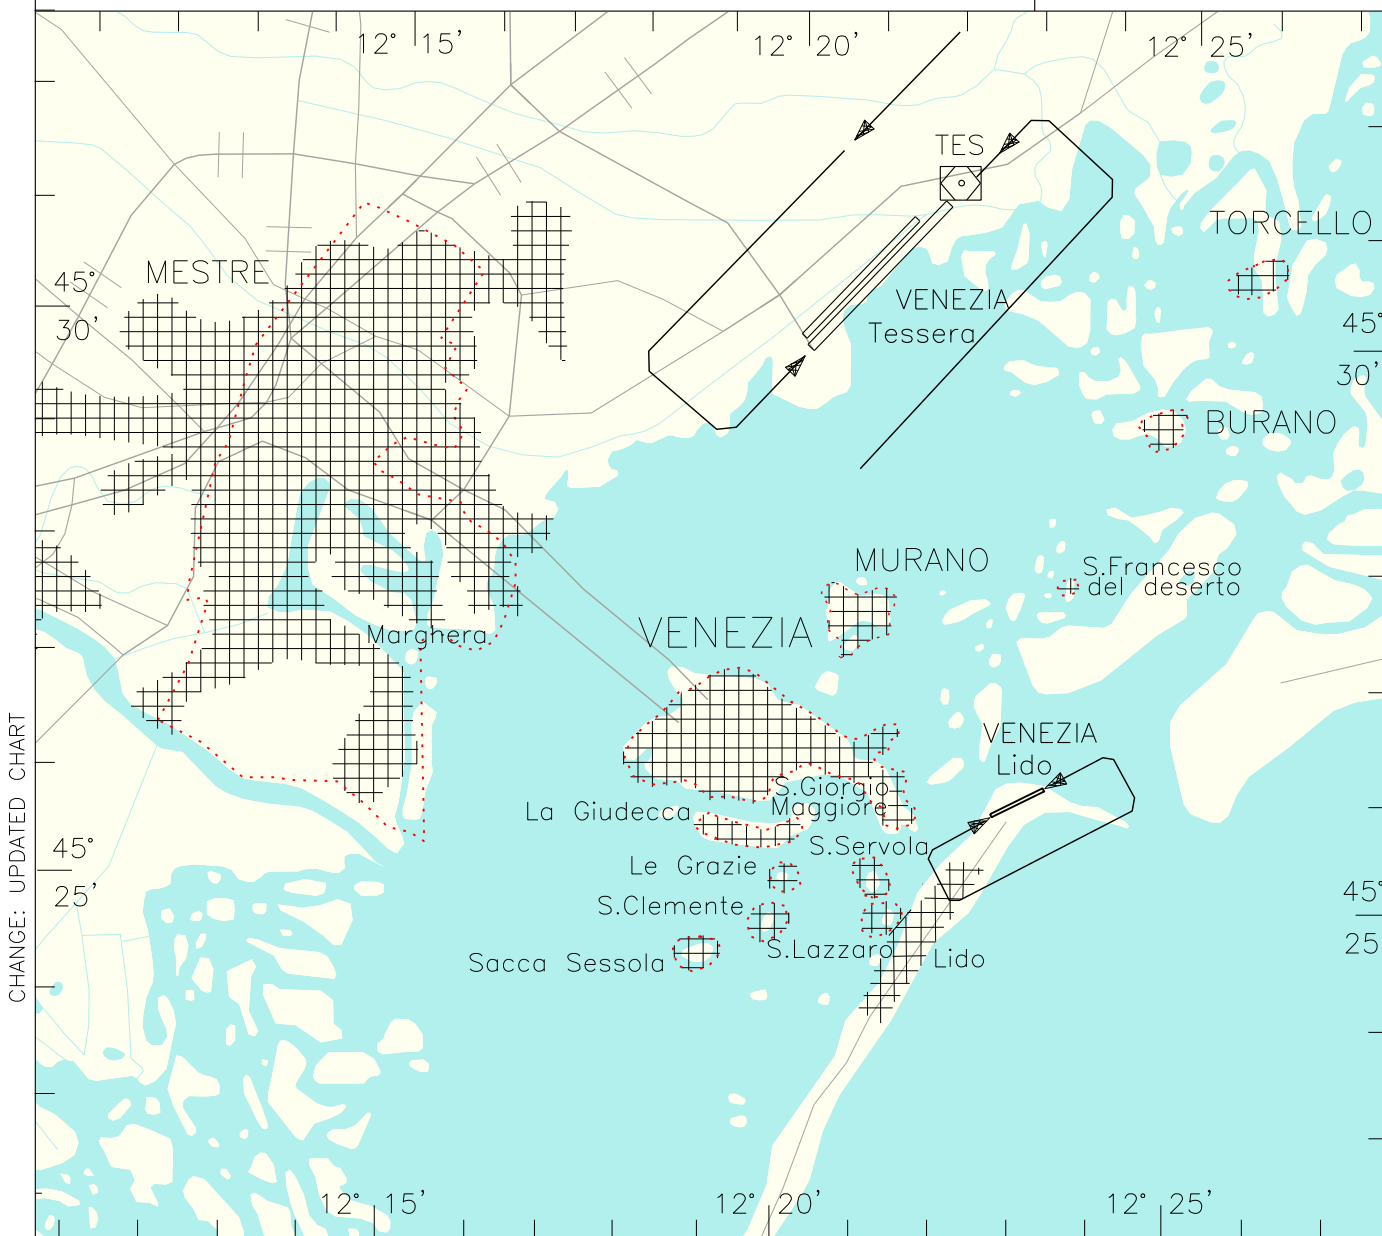 12° 15'
12° 20'
12° 25'
TES
TORCELLO
MESTRE
45°
30'
VENEZIA
Tessera
45°
30'
BURANO
MURANO
S.Francesco
del deserto
Marghera
VENEZIA
VENEZIA
Lido
S.Giorgio
Maggiore
La Giudecca
S.Servola
Le Grazie
45°
25'
S.Clemente
45°
25'
S.Lazzaro
Lido
Sacca Sessola
CHANGE: UPDATED CHART
12° 15'
12° 20'
12° 25'